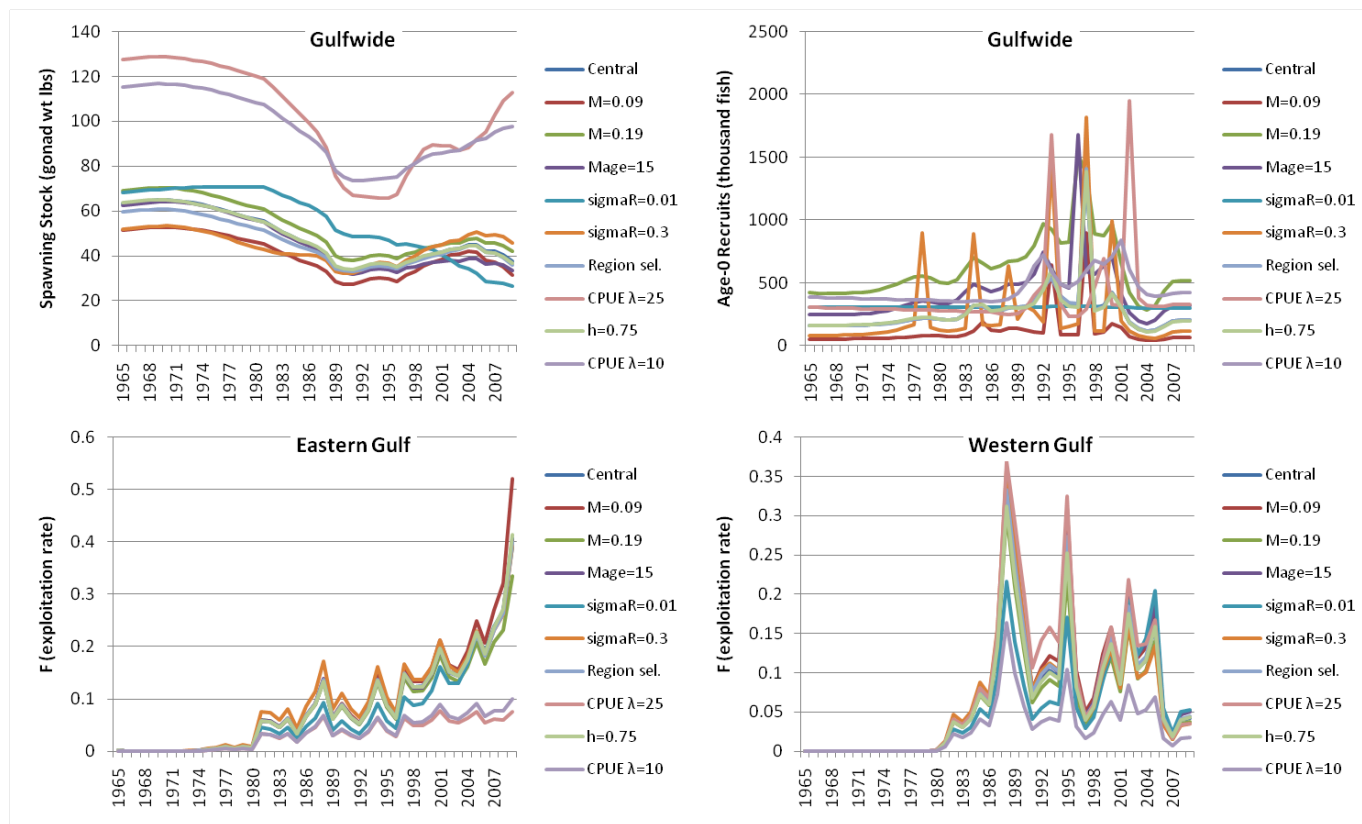 Gulfwide
Spawning Stock (gonad wt lbs)
140
120
100
80
60
40
20
0
1965
1968
1971
1974
1977
1980
1983
1986
1989
1992
1995
1998
2001
2004
2007
Central
M=0.09
M=0.19
Mage=15
sigmaR=0.01
sigmaR=0.3
Region sel.
CPUE λ=25
h=0.75
CPUE λ=10
Gulfwide
Age-0 Recruits (thousand fish)
2500
2000
1500
1000
500
0
1965
1968
1971
1974
1977
1980
1983
1986
1989
1992
1995
1998
2001
2004
2007
Central
M=0.09
M=0.19
Mage=15
sigmaR=0.01
sigmaR=0.3
Region sel.
CPUE λ=25
h=0.75
CPUE λ=10
Eastern Gulf
F (exploitation rate)
0.6
0.5
0.4
0.3
0.2
0.1
0
1965
1968
1971
1974
1977
1980
1983
1986
1989
1992
1995
1998
2001
2004
2007
Central
M=0.09
M=0.19
Mage=15
sigmaR=0.01
sigmaR=0.3
Region sel.
CPUE λ=25
h=0.75
CPUE λ=10
Western Gulf
F (exploitation rate)
0.4
0.35
0.3
0.25
0.2
0.15
0.1
0.05
0
1965
1968
1971
1974
1977
1980
1983
1986
1989
1992
1995
1998
2001
2004
2007
Central
M=0.09
M=0.19
Mage=15
sigmaR=0.01
sigmaR=0.3
Region sel.
CPUE λ=25
h=0.75
CPUE λ=10